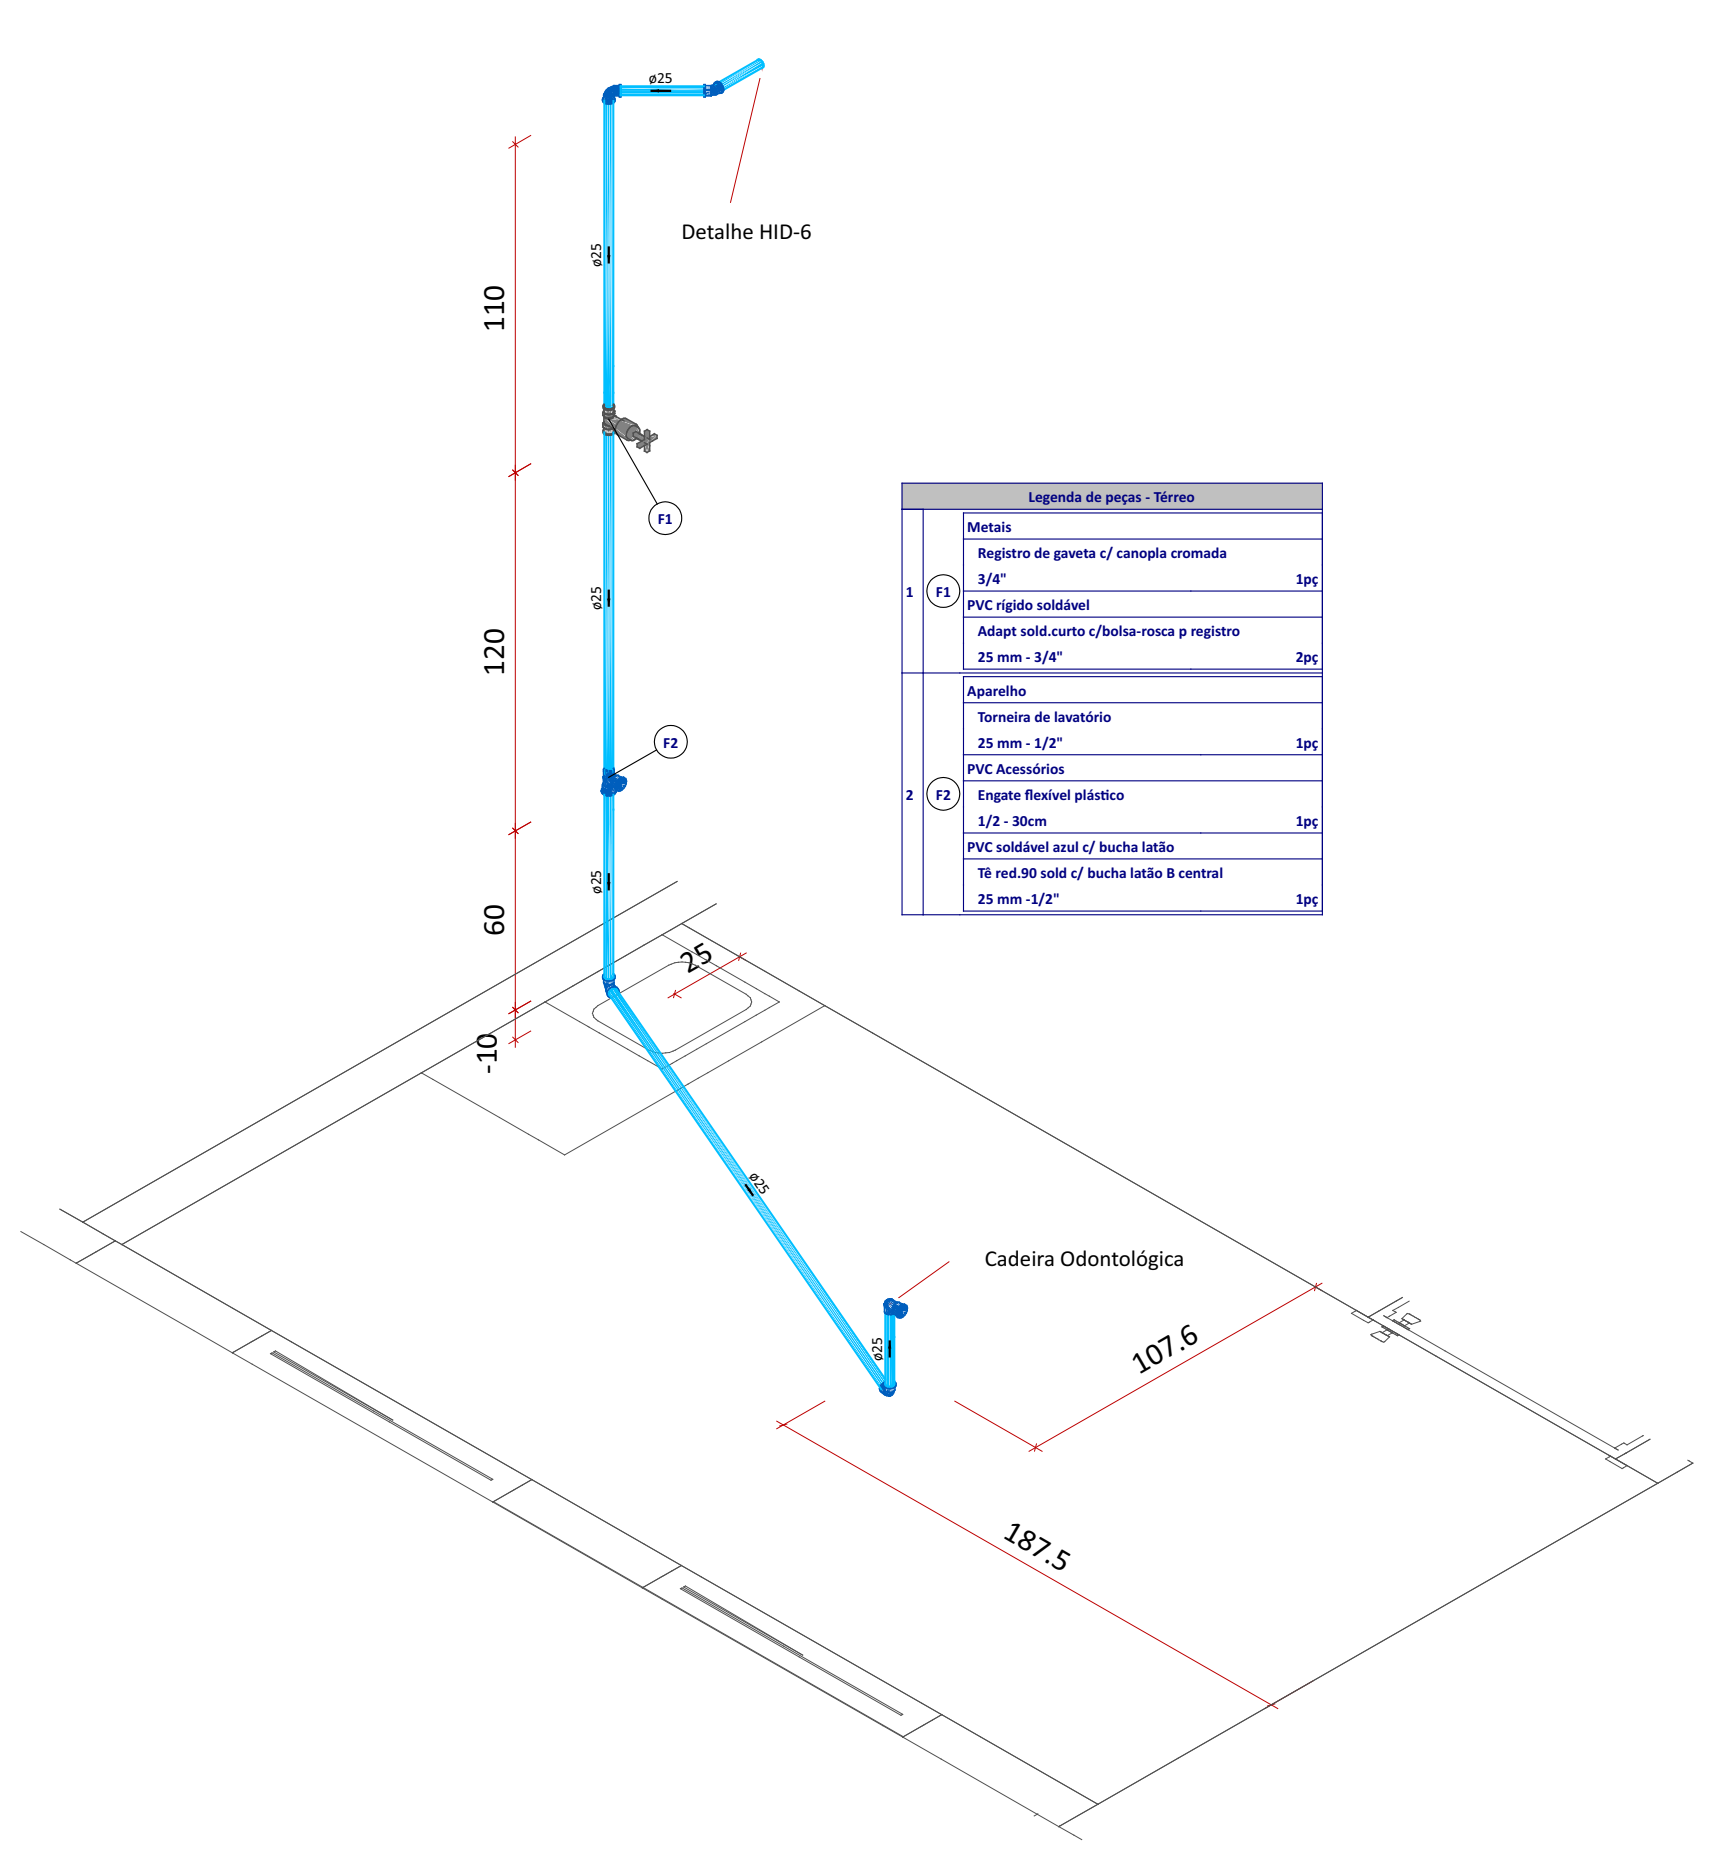 ø25
Detalhe HID-6
ø25
110
F1
ø25
120
F2
ø25
60
25
-10
Legenda de peças - Térreo
1
F1
Metais
Registro de gaveta c/ canopla cromada
3/4" 1pç
PVC rígido soldável
Adapt sold.curto c/bolsa-rosca p registro
25 mm - 3/4" 2pç
2
F2
Aparelho
Torneira de lavatório
25 mm - 1/2" 1pç
PVC Acessórios
Engate flexível plástico
1/2 - 30cm 1pç
PVC soldável azul c/ bucha latão
Tê red.90 sold c/ bucha latão B central
25 mm -1/2" 1pç
ø25
Cadeira Odontológica
ø25
107.6
187.5